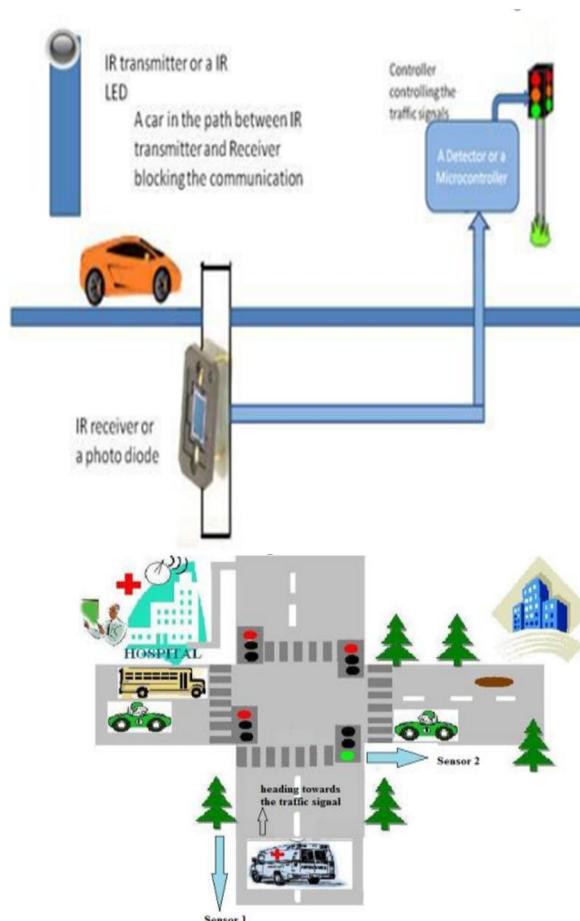 IR transmitter or a IR
LED
A car in the path between IR
transmitter and Receiver
blocking the communication
Controller
controlling the
traffic signals
A Detector or a
Microcontroller
IR receiver or
a photo diode
HOSPITAL
Sensor 2
heading towards
the traffic signal
Sensor 1